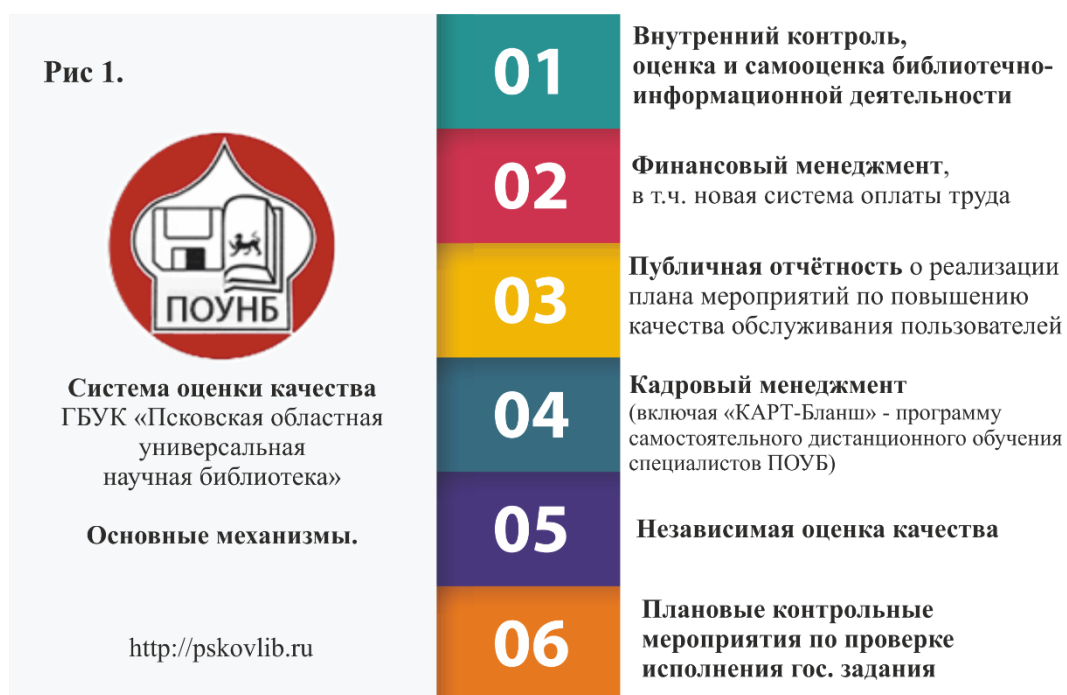 Рис 1.
ПОУНБ
Система оценки качества
ГБУК «Псковская областная
универсальная
научная библиотека»
Основные механизмы.
http://pskovlib.ru
01
Внутренний контроль,
оценка и самооценка библиотечно-
информационной деятельности
02
Финансовый менеджмент,
в т.ч. новая система оплаты труда
03
Публичная отчётность о реализации
плана мероприятий по повышению
качества обслуживания пользователей
04
Кадровый менеджмент
(включая «КАРТ-Бланш» - программу
самостоятельного дистанционного обучения
специалистов ПОУБ)
05
Независимая оценка качества
06
Плановые контрольные
мероприятия по проверке
исполнения гос. задания